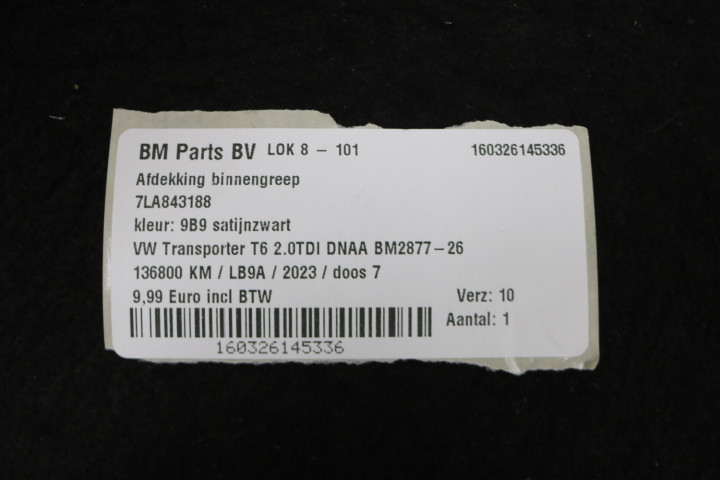 BM Parts BV LOK 8 - 101 160326145336
Afdekking binnengreep
7LA843188
kleur: 9B9 satijnzwart
VW Transporter T6 2.0TDI DNAA BM2877-26
136800 KM / LB9A / 2023 / doos 7
9,99 Euro incl BTW Verz: 10
Aantal: 1
160326145336